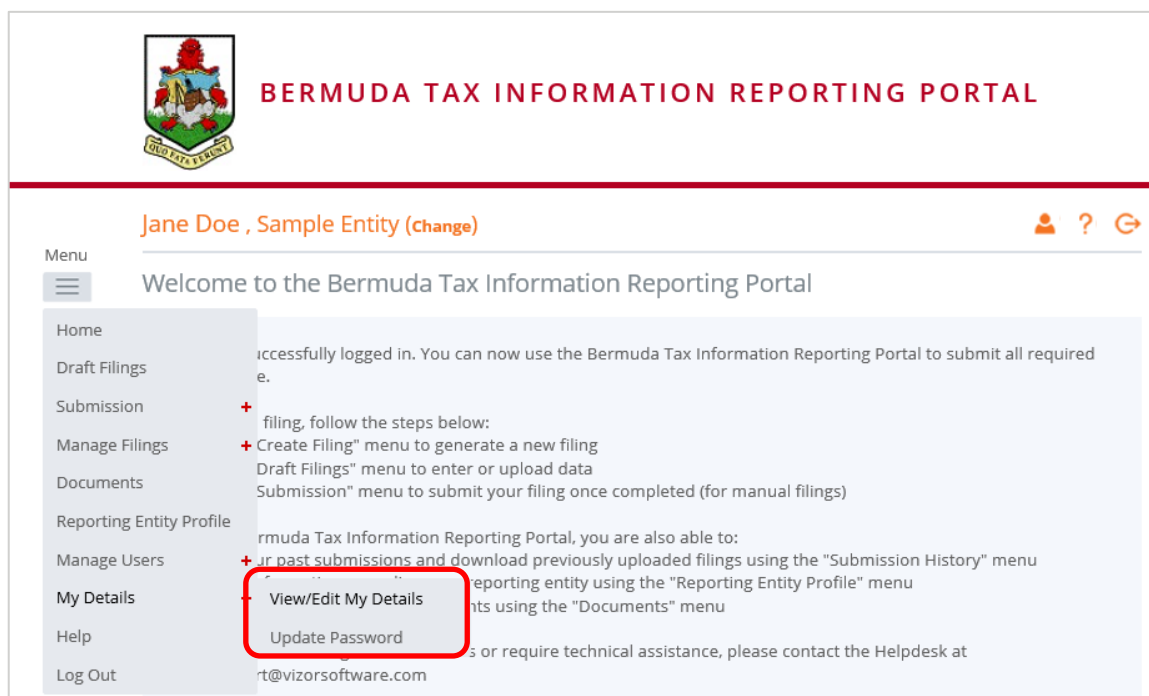 QUO FATA FERUNT
BERMUDA TAX INFORMATION REPORTING PORTAL
Jane Doe , Sample Entity (Change)
?
Menu
Welcome to the Bermuda Tax Information Reporting Portal
Home
Draft Filings
Submission +
Manage Filings +
Documents
Reporting Entity Profile
Manage Users +
My Details -
Help
Log Out
View/Edit My Details
Update Password
successfully logged in. You can now use the Bermuda Tax Information Reporting Portal to submit all required
e.
filing, follow the steps below:
Create Filing" menu to generate a new filing
Draft Filings" menu to enter or upload data
Submission" menu to submit your filing once completed (for manual filings)
rmuda Tax Information Reporting Portal, you are also able to:
ur past submissions and download previously uploaded filings using the "Submission History" menu
reporting entity using the "Reporting Entity Profile" menu
nts using the "Documents" menu
s or require technical assistance, please contact the Helpdesk at
rt@vizorsoftware.com